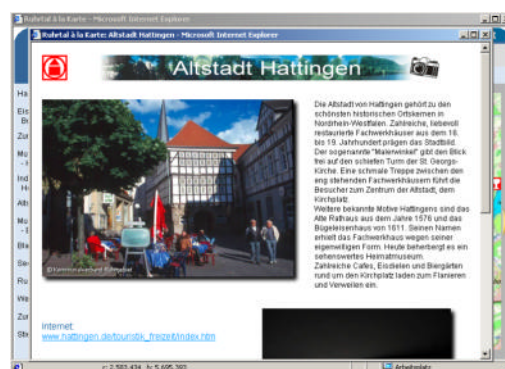 Ruhrtal à la Karte - Microsoft Internet Explorer
Ruhrtal à la Karte: Altstadt Hattingen - Microsoft Internet Explorer
Altstadt Hattingen
Die Altstadt von Hattingen gehört zu den
schönsten historischen Ortskernen in
Nordrhein-Westfalen. Zahlreiche, liebevoll
restaurierte Fachwerkhäuser aus dem 16.
bis 19. Jahrhundert prägen das Stadtbild.
Der sogenannte "Malerwinkel" gibt den Blick
frei auf den schiefen Turm der St. Georgs-
Kirche. Eine schmale Treppe zwischen den
eng stehenden Fachwerkhäusern führt die
Besucher zum Zentrum der Altstadt, dem
Kirchplatz.
Weitere bekannte Motive Hattingens sind das
Alte Rathaus aus dem Jahre 1576 und das
Bügeleisenhaus von 1611. Seinen Namen
erhielt das Fachwerkhaus wegen seiner
eigenwilligen Form. Heute beherbergt es ein
sehenswertes Heimatmuseum.
Zahlreiche Cafes, Eisdielen und Biergärten
rund um den Kirchplatz laden zum Flanieren
und Verweilen ein.
© Kommunalverband Ruhrgebiet
Internet:
www.hattingen.de/touristik_freizeit/index.htm
Arbeitsplatz